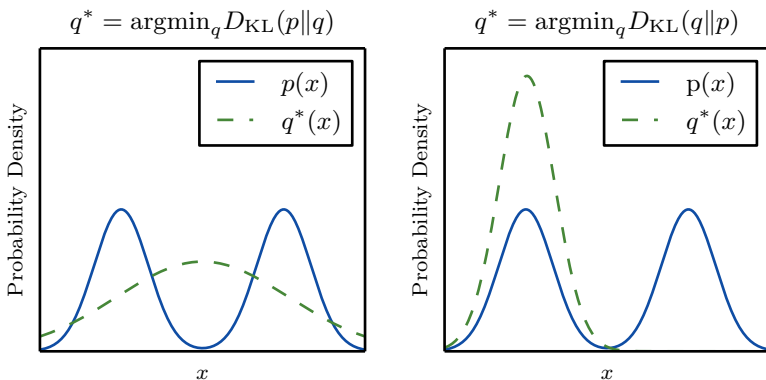 q* = argmin_q D_KL(p‖q)
p(x)
q*(x)
Probability Density
x
q* = argmin_q D_KL(q‖p)
p(x)
q*(x)
Probability Density
x